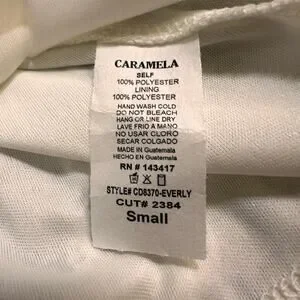 CARAMELA
SELF
100% POLYESTER
LINING
100% POLYESTER
HAND WASH COLD
DO NOT BLEACH
HANG OR LINE DRY
LAVE FRIO A MANO
NO USAR CLORO
SECAR COLGADO
MADE IN Guatemala
HECHO EN Guatemala
RN # 143417
STYLE# CD8370-EVERLY
CUT# 2384
Small